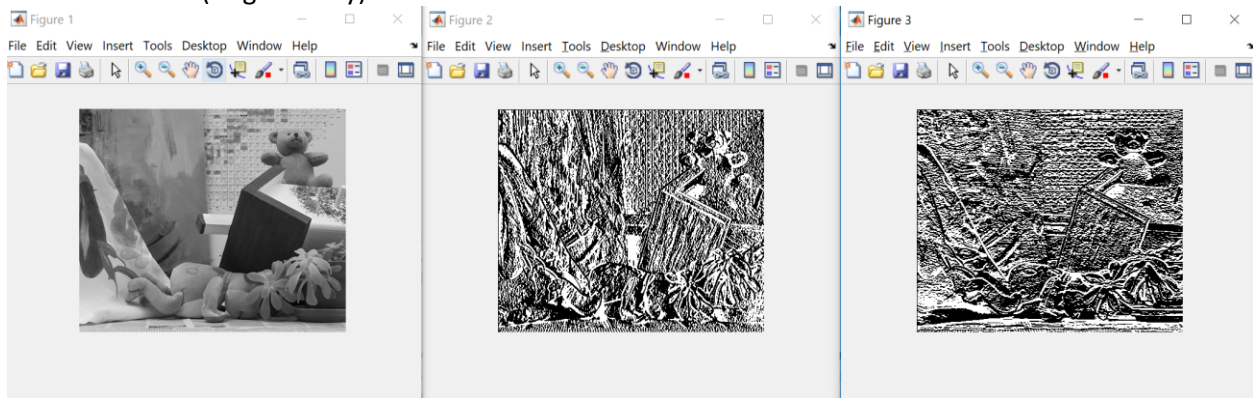 Figure 1
File Edit View Insert Tools Desktop Window Help
Figure 2
File Edit View Insert Tools Desktop Window Help
Figure 3
File Edit View Insert Tools Desktop Window Help